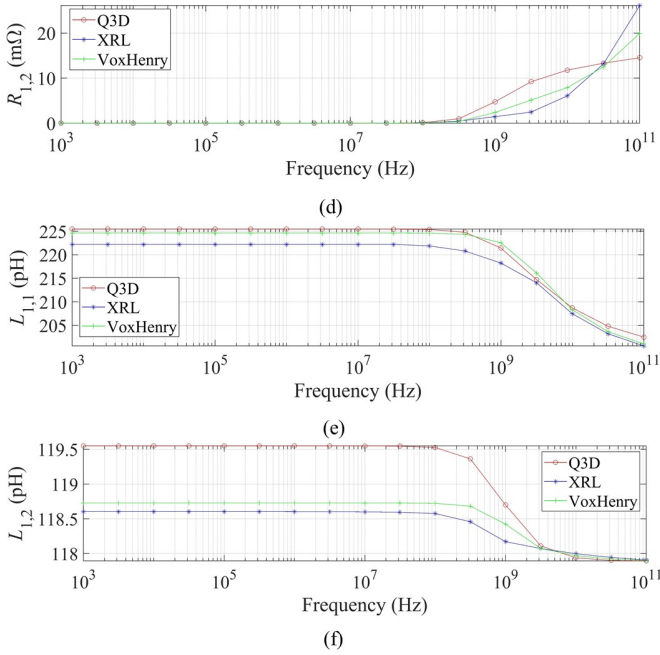 Q3D
XRL
VoxHenry
R1,2 (mΩ)
20
10
0
10^3
10^5
10^7
10^9
10^11
Frequency (Hz)
(d)
L1,1 (pH)
225
220
215
210
205
Q3D
XRL
VoxHenry
10^3
10^5
10^7
10^9
10^11
Frequency (Hz)
(e)
L1,2 (pH)
119.5
119
118.5
118
Q3D
XRL
VoxHenry
10^3
10^5
10^7
10^9
10^11
Frequency (Hz)
(f)